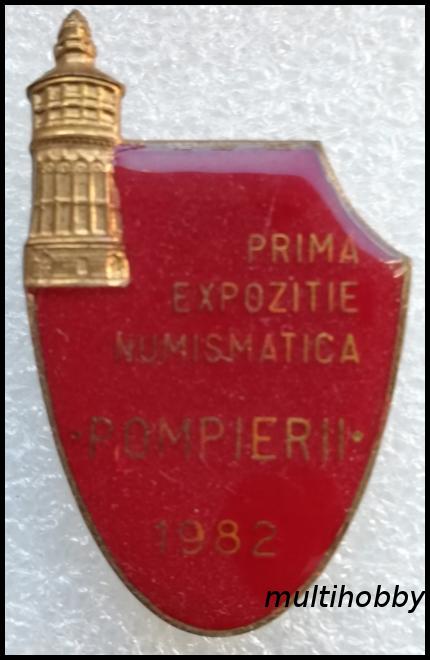 PRIMA
EXPOZITIE
NUMISMATICA
·POMPIERII·
1982
multihobby